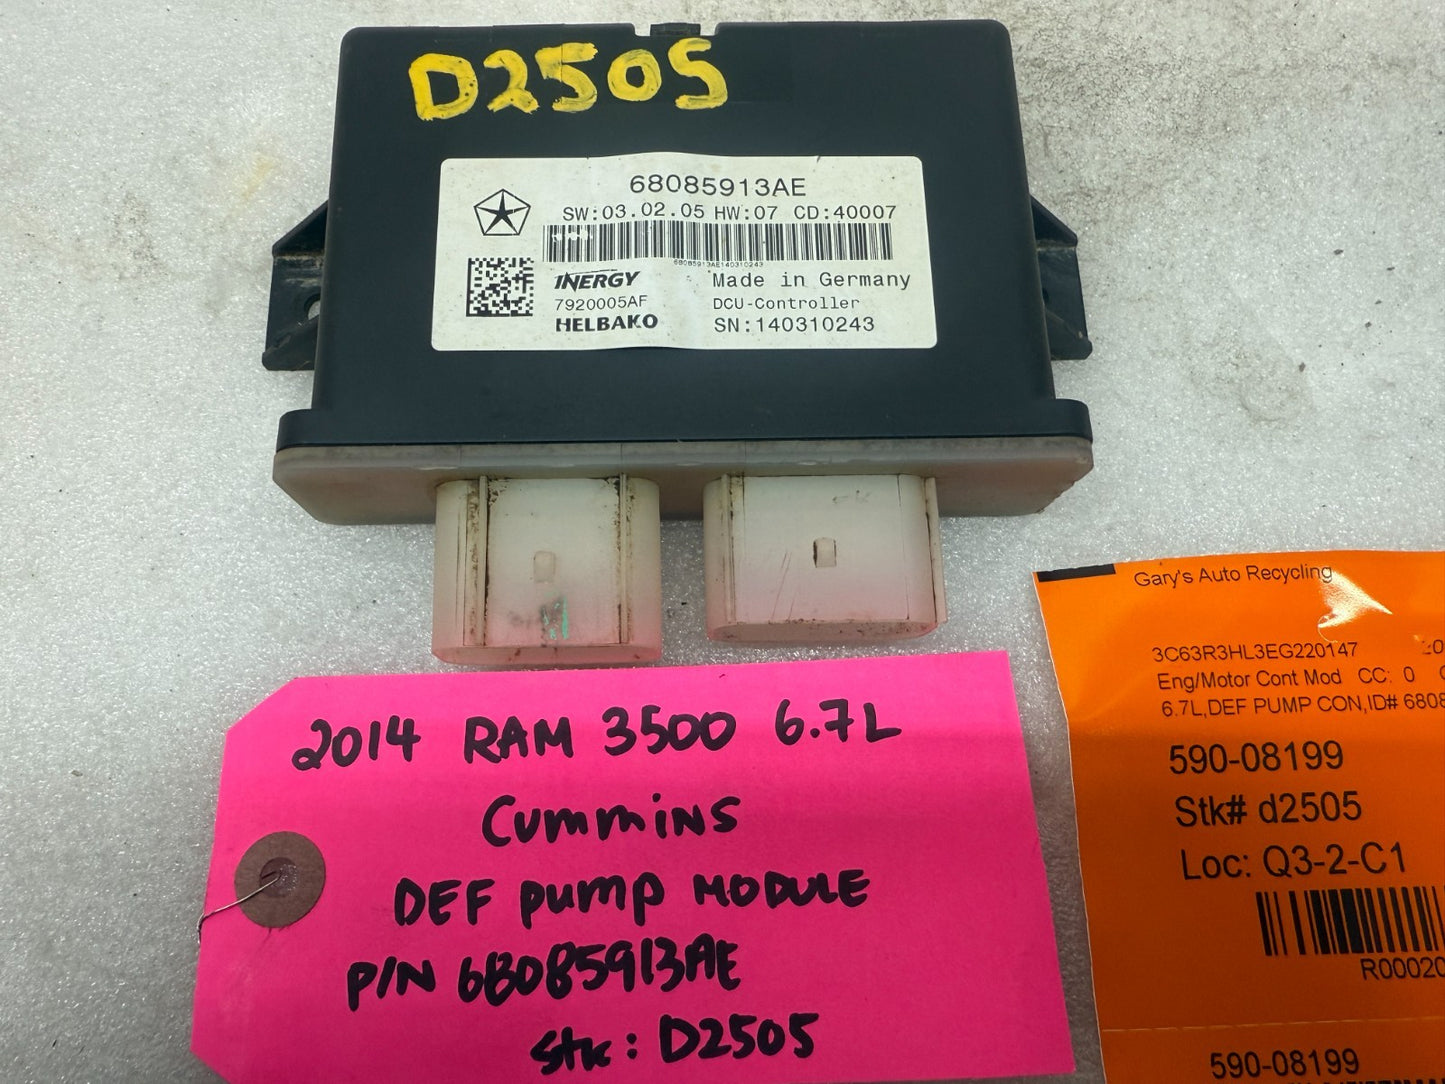 D2505
68085913AE
SW:03.02.05 HW:07 CD:40007
68085913AE140310243
INERGY
Made in Germany
7920005AF
DCU-Controller
HELBAKO
SN:140310243
2014 RAM 3500 6.7L
Cummins
DEF pump MODULE
P/N 68085913AE
Stk: D2505
Gary's Auto Recycling
3C63R3HL3EG220147
Eng/Motor Cont Mod CC: 0
6.7L,DEF PUMP CON,ID# 6808
590-08199
Stk# d2505
Loc: Q3-2-C1
R00020
590-08199